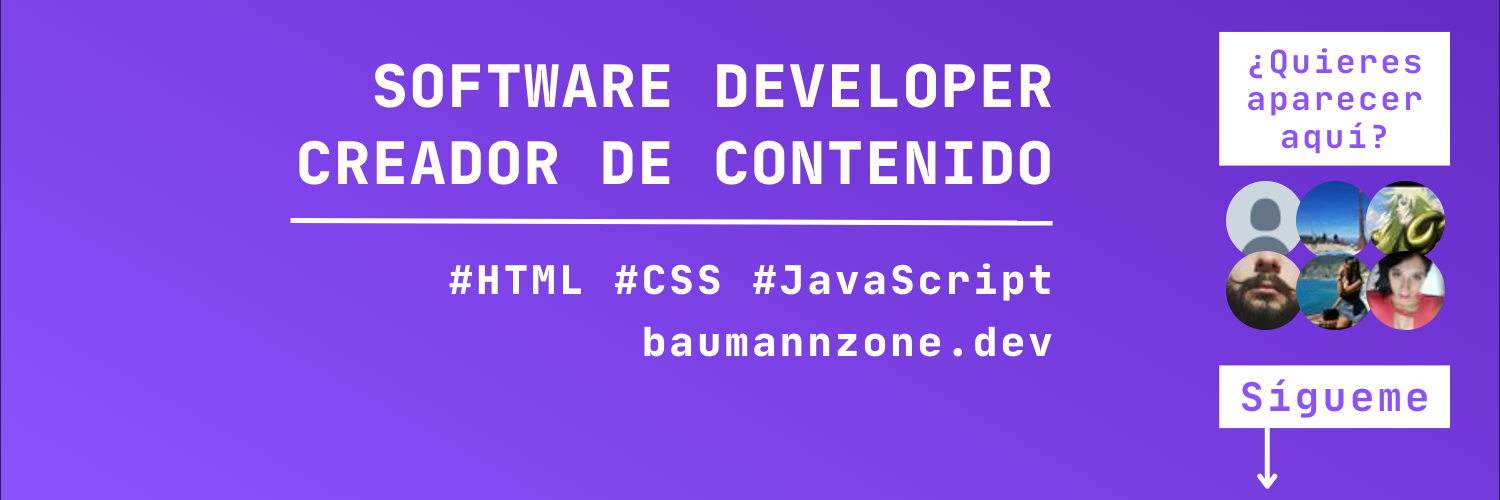 SOFTWARE DEVELOPER
CREADOR DE CONTENIDO
#HTML #CSS #JavaScript
baumannzone.dev
¿Quieres
aparecer
aquí?
Sígueme